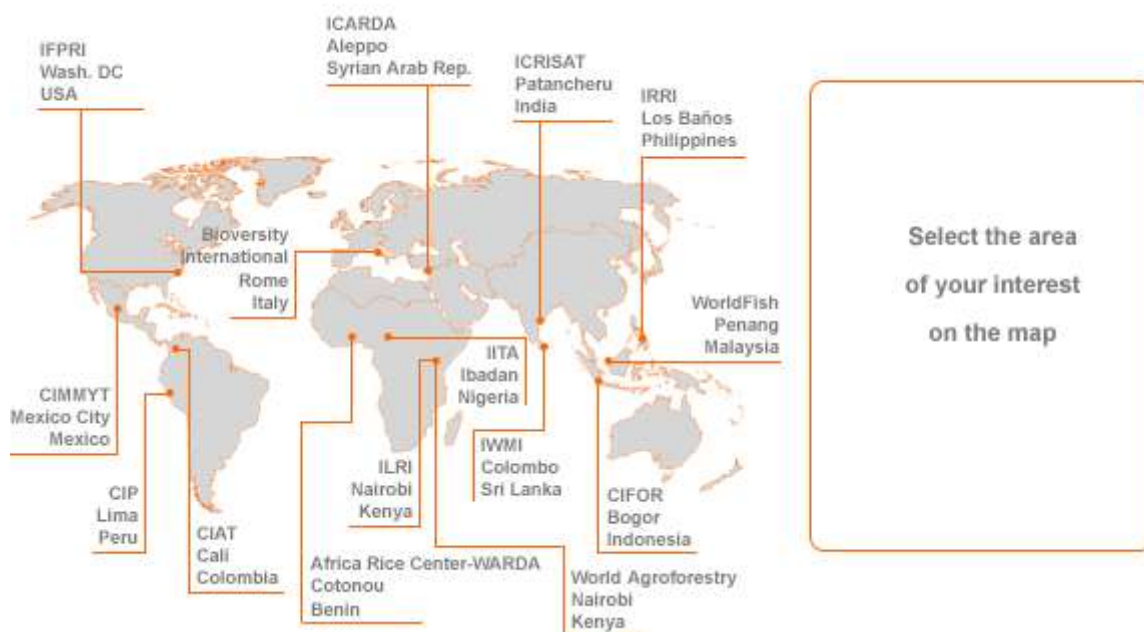 IFPRI
Wash. DC
USA
ICARDA
Aleppo
Syrian Arab Rep.
ICRISAT
Patancheru
India
IRRI
Los Baños
Philippines
Bioversity
International
Rome
Italy
WorldFish
Penang
Malaysia
CIMMYT
Mexico City
Mexico
IITA
Ibadan
Nigeria
CIP
Lima
Peru
CIAT
Cali
Colombia
ILRI
Nairobi
Kenya
IWMI
Colombo
Sri Lanka
CIFOR
Bogor
Indonesia
Africa Rice Center-WARDA
Cotonou
Benin
World Agroforestry
Nairobi
Kenya
Select the area
of your interest
on the map